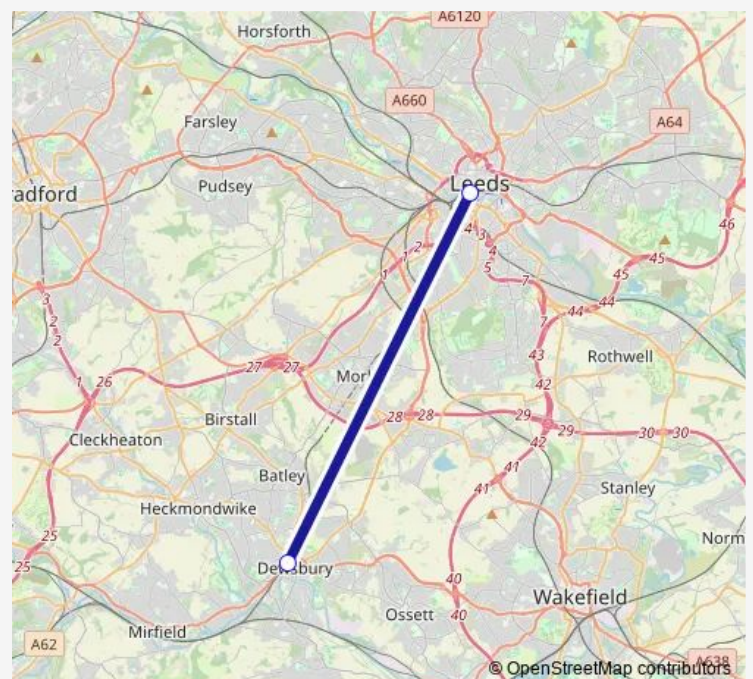 A6120
Horsforth
A660
A64
Farsley
Pudsey
Leeds
radford
46
4
3
4
45
45
2
1
1
5
7
44
44
3
2
2
7
43
Rothwell
27
27
Mor
1
26
42
Birstall
28
28
29
29
30
30
Cleckheaton
42
41
Batley
41
Stanley
Heckmondwike
25
25
Norm
Dewsbury
40
Wakefield
40
Ossett
Mirfield
A62
A638
© OpenStreetMap contributors